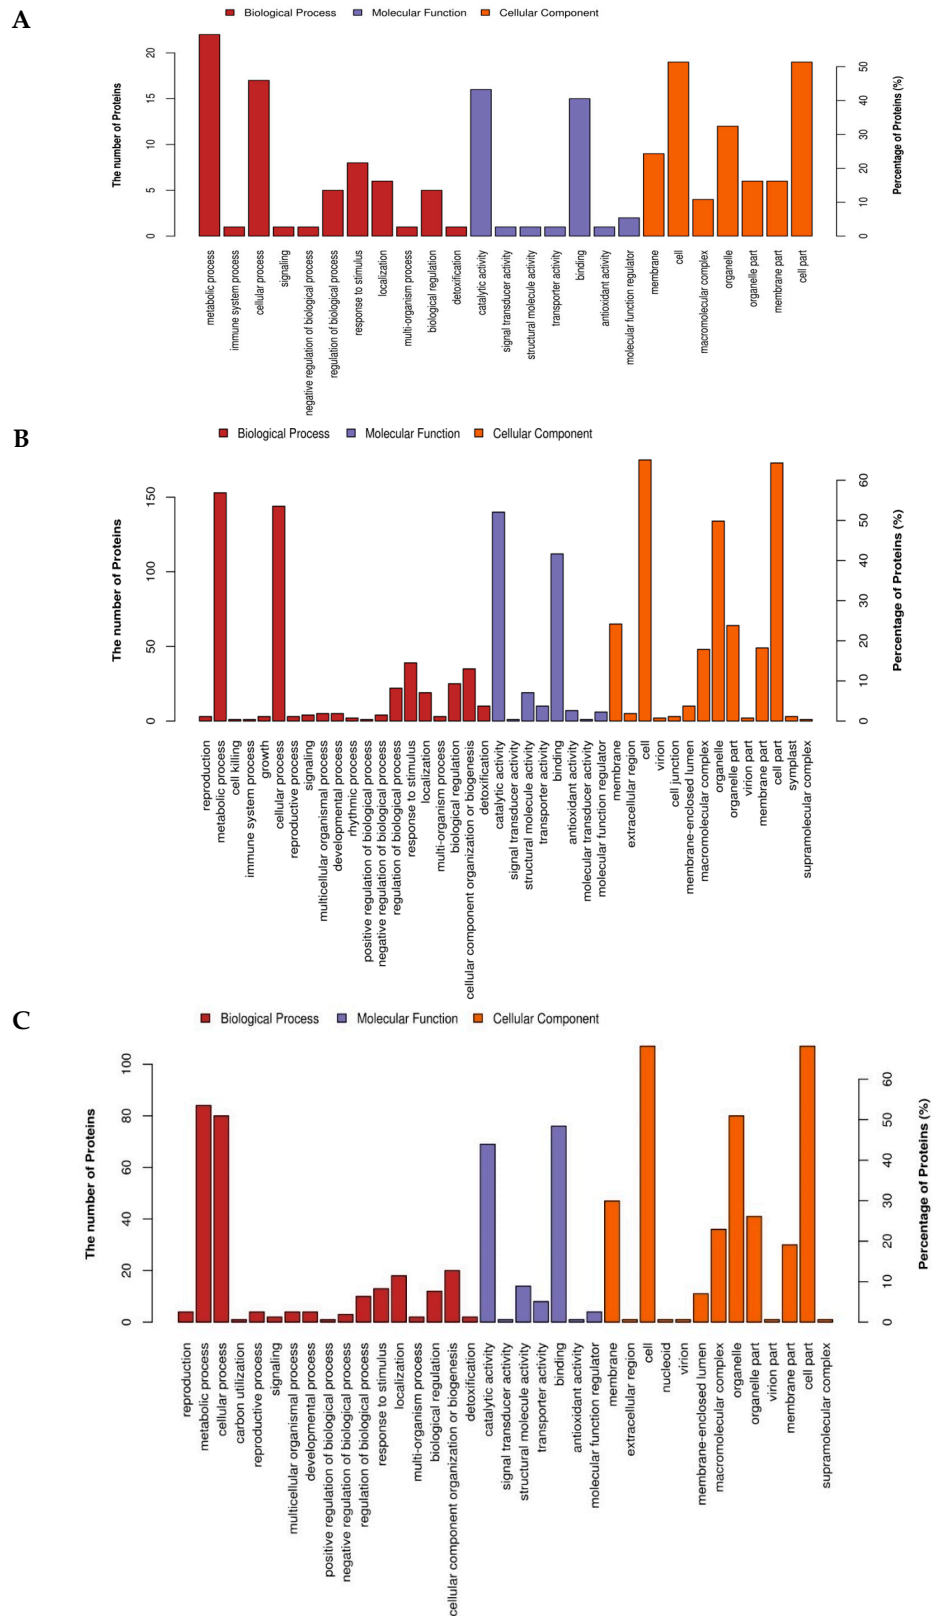 A
Biological Process Molecular Function Cellular Component
The number of Proteins
0 5 10 15 20
Percentage of Proteins (%)
0 10 20 30 40 50
metabolic process
immune system process
cellular process
signaling
negative regulation of biological process
regulation of biological process
response to stimulus
localization
multi-organism process
biological regulation
detoxification
catalytic activity
signal transducer activity
structural molecule activity
transporter activity
binding
antioxidant activity
molecular function regulator
membrane
cell
macromolecular complex
organelle
organelle part
membrane part
cell part
B
Biological Process Molecular Function Cellular Component
The number of Proteins
0 50 100 150
Percentage of Proteins (%)
0 10 20 30 40 50 60
reproduction
metabolic process
cell killing
immune system process
growth
cellular process
reproductive process
signaling
multicellular organismal process
developmental process
rhythmic process
positive regulation of biological process
negative regulation of biological process
regulation of biological process
response to stimulus
localization
multi-organism process
biological regulation
cellular component organization or biogenesis
detoxification
catalytic activity
signal transducer activity
structural molecule activity
transporter activity
binding
antioxidant activity
molecular transducer activity
molecular function regulator
membrane
extracellular region
cell
virion
cell junction
membrane-enclosed lumen
macromolecular complex
organelle
organelle part
virion part
membrane part
cell part
symplast
supramolecular complex
C
Biological Process Molecular Function Cellular Component
The number of Proteins
0 20 40 60 80 100
Percentage of Proteins (%)
0 10 20 30 40 50 60
reproduction
metabolic process
cellular process
carbon utilization
reproductive process
signaling
multicellular organismal process
developmental process
positive regulation of biological process
negative regulation of biological process
regulation of biological process
response to stimulus
localization
multi-organism process
biological regulation
cellular component organization or biogenesis
detoxification
catalytic activity
signal transducer activity
structural molecule activity
transporter activity
binding
antioxidant activity
molecular function regulator
membrane
extracellular region
cell
nucleoid
virion
membrane-enclosed lumen
macromolecular complex
organelle
organelle part
virion part
membrane part
cell part
supramolecular complex